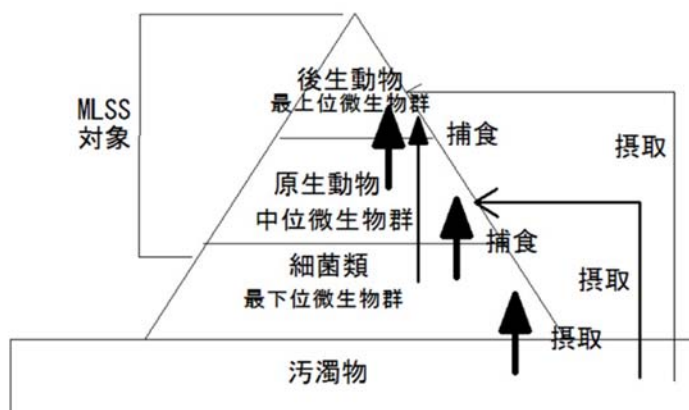 後生動物
最上位微生物群
MLSS
対象
捕食
摂取
原生動物
中位微生物群
捕食
細菌類
摂取
最下位微生物群
摂取
汚濁物